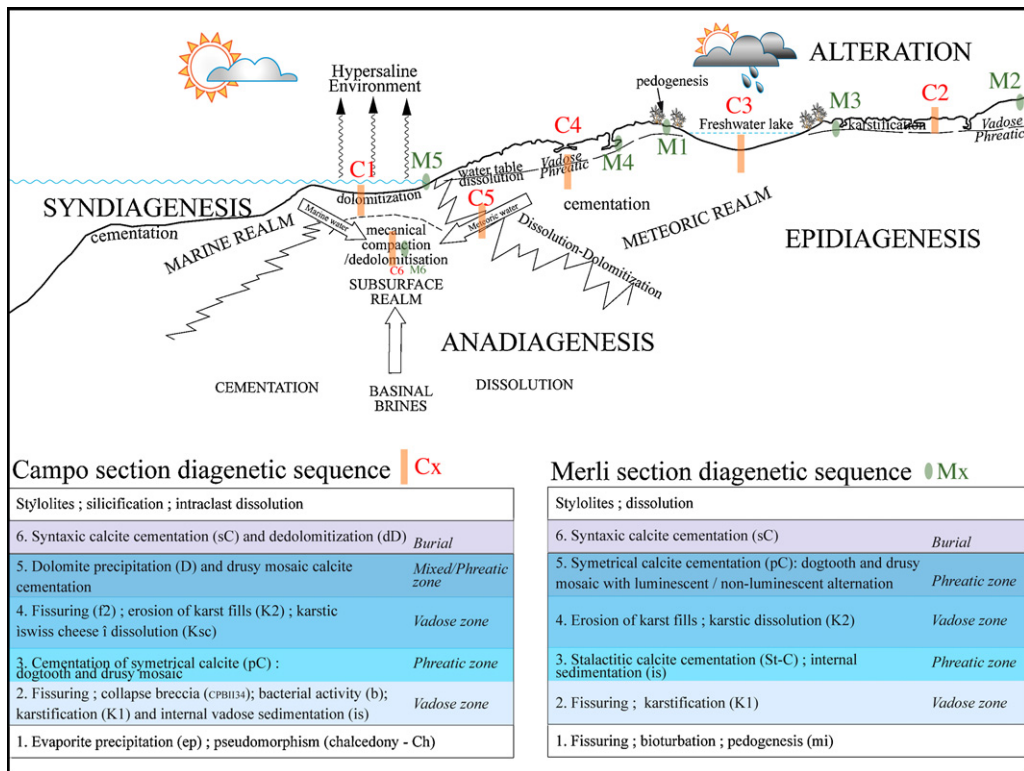 ALTERATION
Hypersaline
Environment
pedogenesis
M2
C3
M3
C2
Freshwater lake
karstification
Vadose
Phreatic
C4
M1
M4
Vadose
Phreatic
water table
dissolution
C1
M5
dolomitization
C5
cementation
SYNDIAGENESIS
cementation
MARINE REALM
Marine water
Meteoric water
mecanical
compaction
/dedolomitisation
C6
M6
SUBSURFACE
REALM
Dissolution-Dolomitization
METEORIC REALM
EPIDIAGENESIS
ANADIAGENESIS
CEMENTATION
BASINAL
BRINES
DISSOLUTION
Campo section diagenetic sequence Cx
Stylolites ; silicification ; intraclast dissolution
6. Syntaxic calcite cementation (sC) and dedolomitization (dD) Burial
5. Dolomite precipitation (D) and drusy mosaic calcite
cementation
Mixed/Phreatic
zone
4. Fissuring (f2) ; erosion of karst fills (K2) ; karstic
iswiss cheese î dissolution (Ksc)
Vadose zone
3. Cementation of symetrical calcite (pC) :
dogtooth and drusy mosaic
Phreatic zone
2. Fissuring ; collapse breccia (CPBII34); bacterial activity (b);
karstification (K1) and internal vadose sedimentation (is)
Vadose zone
1. Evaporite precipitation (ep) ; pseudomorphism (chalcedony - Ch)
Merli section diagenetic sequence Mx
Stylolites ; dissolution
6. Syntaxic calcite cementation (sC) Burial
5. Symetrical calcite cementation (pC): dogtooth and drusy
mosaic with luminescent / non-luminescent alternation
Phreatic zone
4. Erosion of karst fills ; karstic dissolution (K2) Vadose zone
3. Stalactitic calcite cementation (St-C) ; internal
sedimentation (is)
Phreatic zone
2. Fissuring ; karstification (K1) Vadose zone
1. Fissuring ; bioturbation ; pedogenesis (mi)